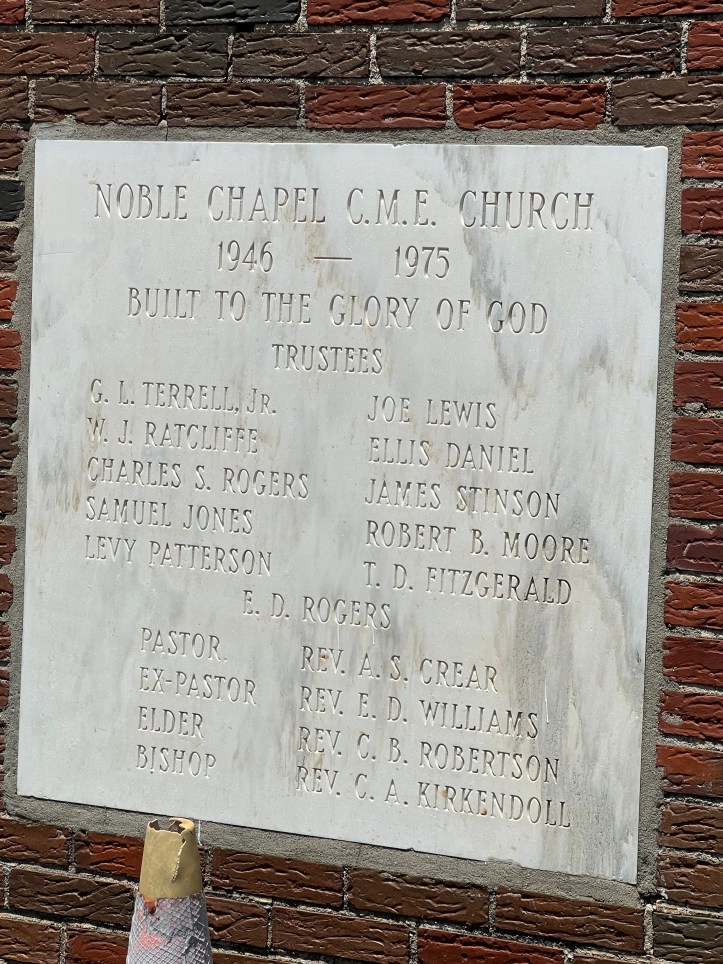 NOBLE CHAPEL C.M.E. CHURCH
1946 — 1975
BUILT TO THE GLORY OF GOD
TRUSTEES
G. L. TERRELL, JR. JOE LEWIS
W. J. RATCLIFFE ELLIS DANIEL
CHARLES S. ROGERS JAMES STINSON
SAMUEL JONES ROBERT B. MOORE
LEVY PATTERSON T. D. FITZGERALD
E. D. ROGERS
PASTOR. REV. A. S. CREAR
EX-PASTOR REV. E. D. WILLIAMS
ELDER REV. C. B. ROBERTSON
BISHOP REV. C. A. KIRKENDOLL